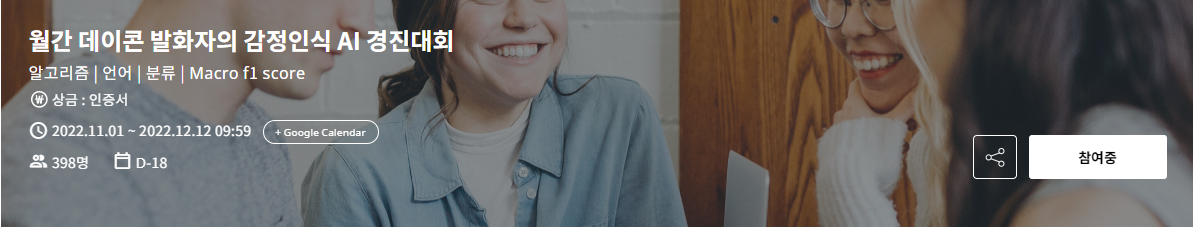 월간 데이콘 발화자의 감정인식 AI 경진대회
알고리즘 | 언어 | 분류 | Macro f1 score
₩ 상금 : 인증서
2022.11.01 ~ 2022.12.12 09:59 + Google Calendar
398명 D-18
참여중